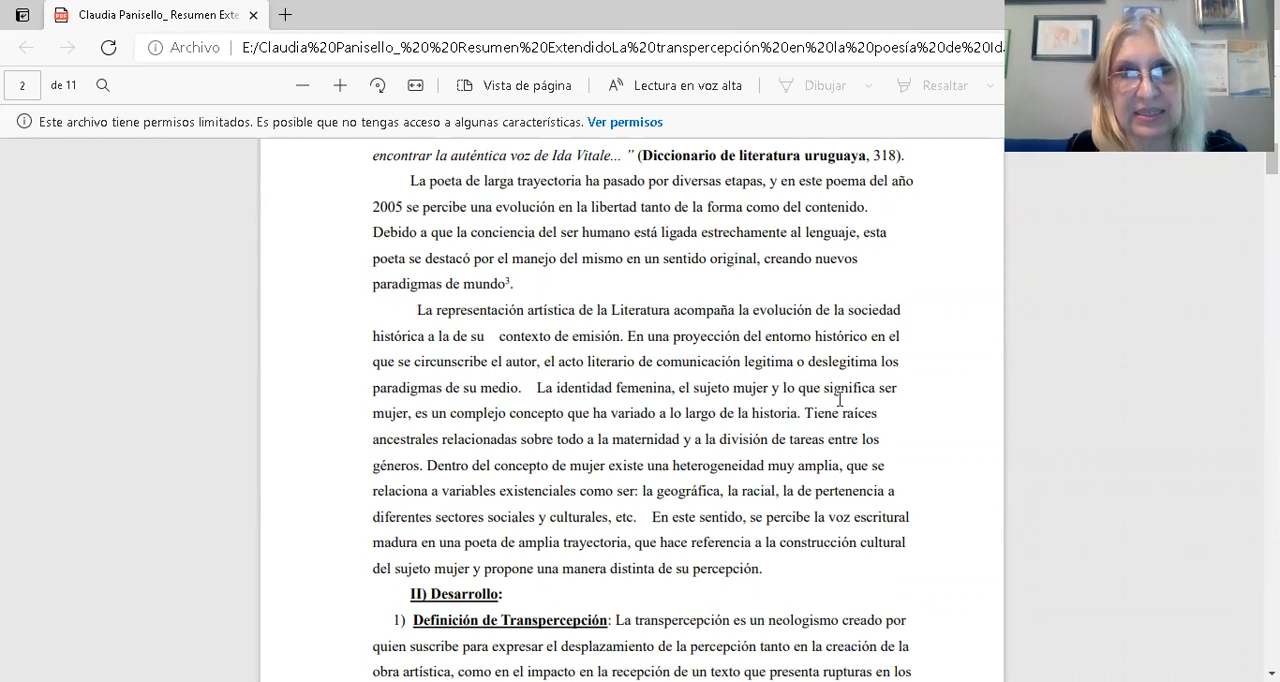 Claudia Panisello_ Resumen Exte
Archivo E:/Claudia%20Panisello_%20%20Resumen%20ExtendidoLa%20transpercepción%20en%20la%20poesía%20de%20Id
2 de 11 Vista de página Lectura en voz alta Dibujar Resaltar
Este archivo tiene permisos limitados. Es posible que no tengas accesoa algunas características. Ver permisos
encontrar la auténtica voz de Ida Vitale... ” (Diccionario de literatura uruguaya, 318).
La poeta de larga trayectoria ha pasado por diversas etapas, y en este poema del año
2005 se percibe una evolución en la libertad tanto de la forma como del contenido.
Debido a que la conciencia del ser humano está ligada estrechamente al lenguaje, esta
poeta se destacó por el manejo del mismo en un sentido original, creando nuevos
paradigmas de mundo³.
La representación artística de la Literatura acompaña la evolución de la sociedad
histórica a la de su contexto de emisión. En una proyección del entorno histórico en el
que se circunscribe el autor, el acto literario de comunicación legitima o deslegitima los
paradigmas de su medio. La identidad femenina, el sujeto mujer y lo que significa ser
mujer, es un complejo concepto que ha variado a lo largo de la historia. Tiene raíces
ancestrales relacionadas sobre todo a la maternidad y a la división de tareas entre los
géneros. Dentro del concepto de mujer existe una heterogeneidad muy amplia, que se
relaciona a variables existenciales como ser: la geográfica, la racial, la de pertenencia a
diferentes sectores sociales y culturales, etc. En este sentido, se percibe la voz escritural
madura en una poeta de amplia trayectoria, que hace referencia a la construcción cultural
del sujeto mujer y propone una manera distinta de su percepción.
II) Desarrollo:
1) Definición de Transpercepción: La transpercepción es un neologismo creado por
quien suscribe para expresar el desplazamiento de la percepción tanto en la creación de la
obra artística, como en el impacto en la recepción de un texto que presenta rupturas en los